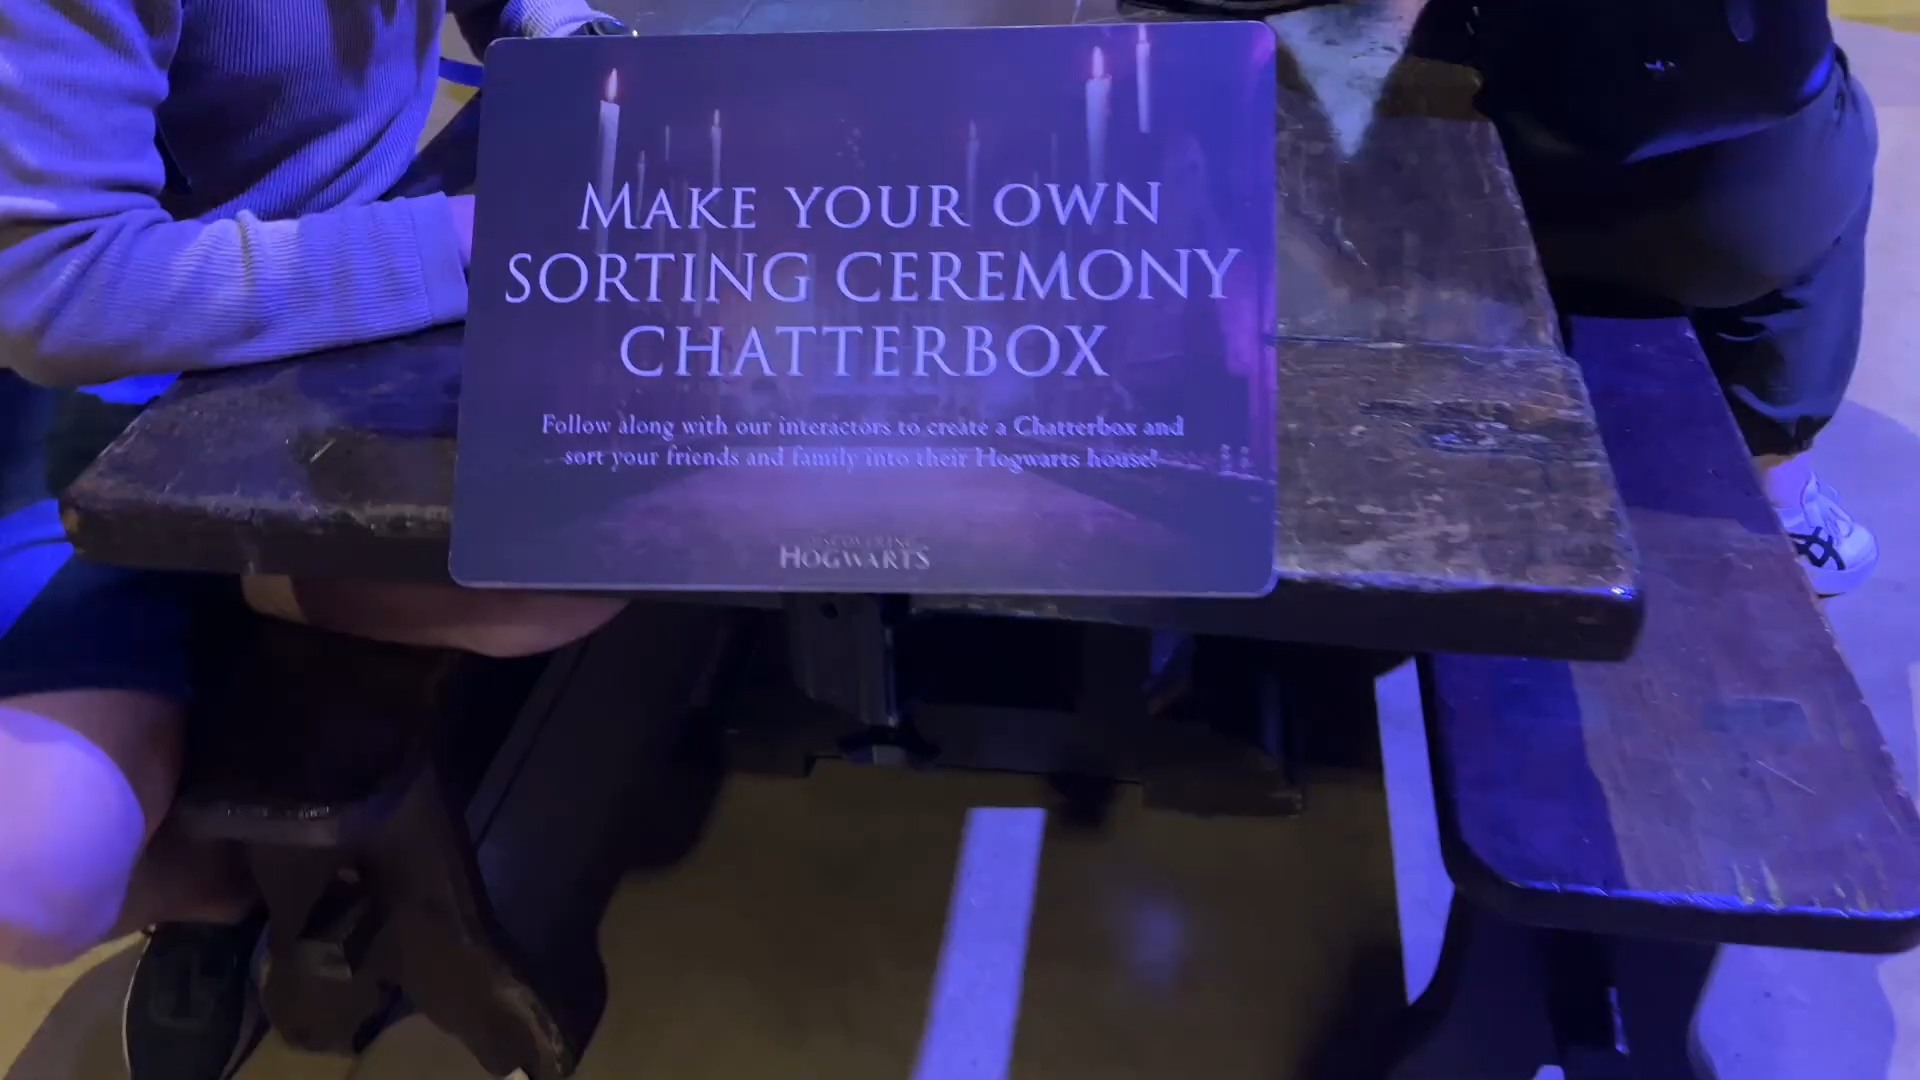 MAKE YOUR OWN
SORTING CEREMONY
CHATTERBOX
Follow along with our interactors to create a Chatterbox and
sort your friends and family into their Hogwarts house!
DISCOVERING
HOGWARTS